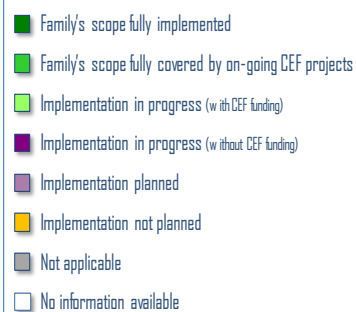 Family's scope fully implemented
Family's scope fully covered by on-going CEF projects
Implementation in progress (with CEF funding)
Implementation in progress (without CEF funding)
Implementation planned
Implementation not planned
Not applicable
No information available